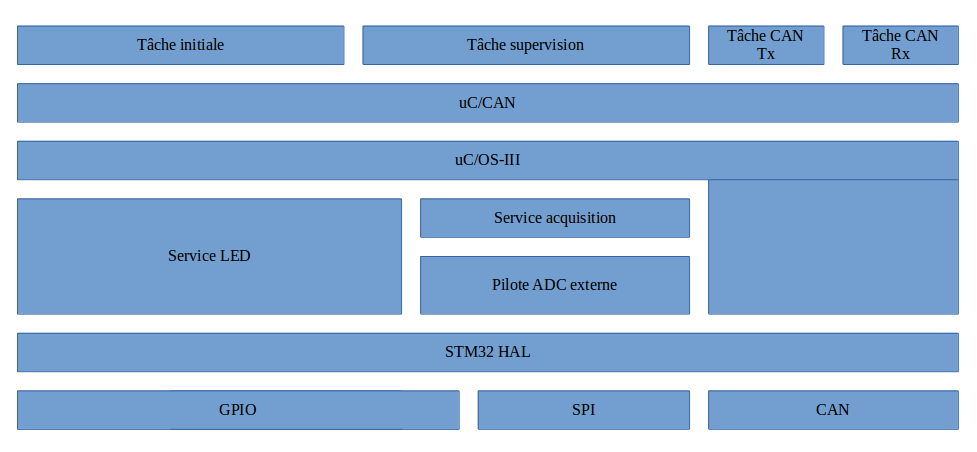 Tâche initiale
Tâche supervision
Tâche CAN
Tx
Tâche CAN
Rx
uC/CAN
uC/OS-III
Service LED
Service acquisition
Pilote ADC externe
STM32 HAL
GPIO
SPI
CAN